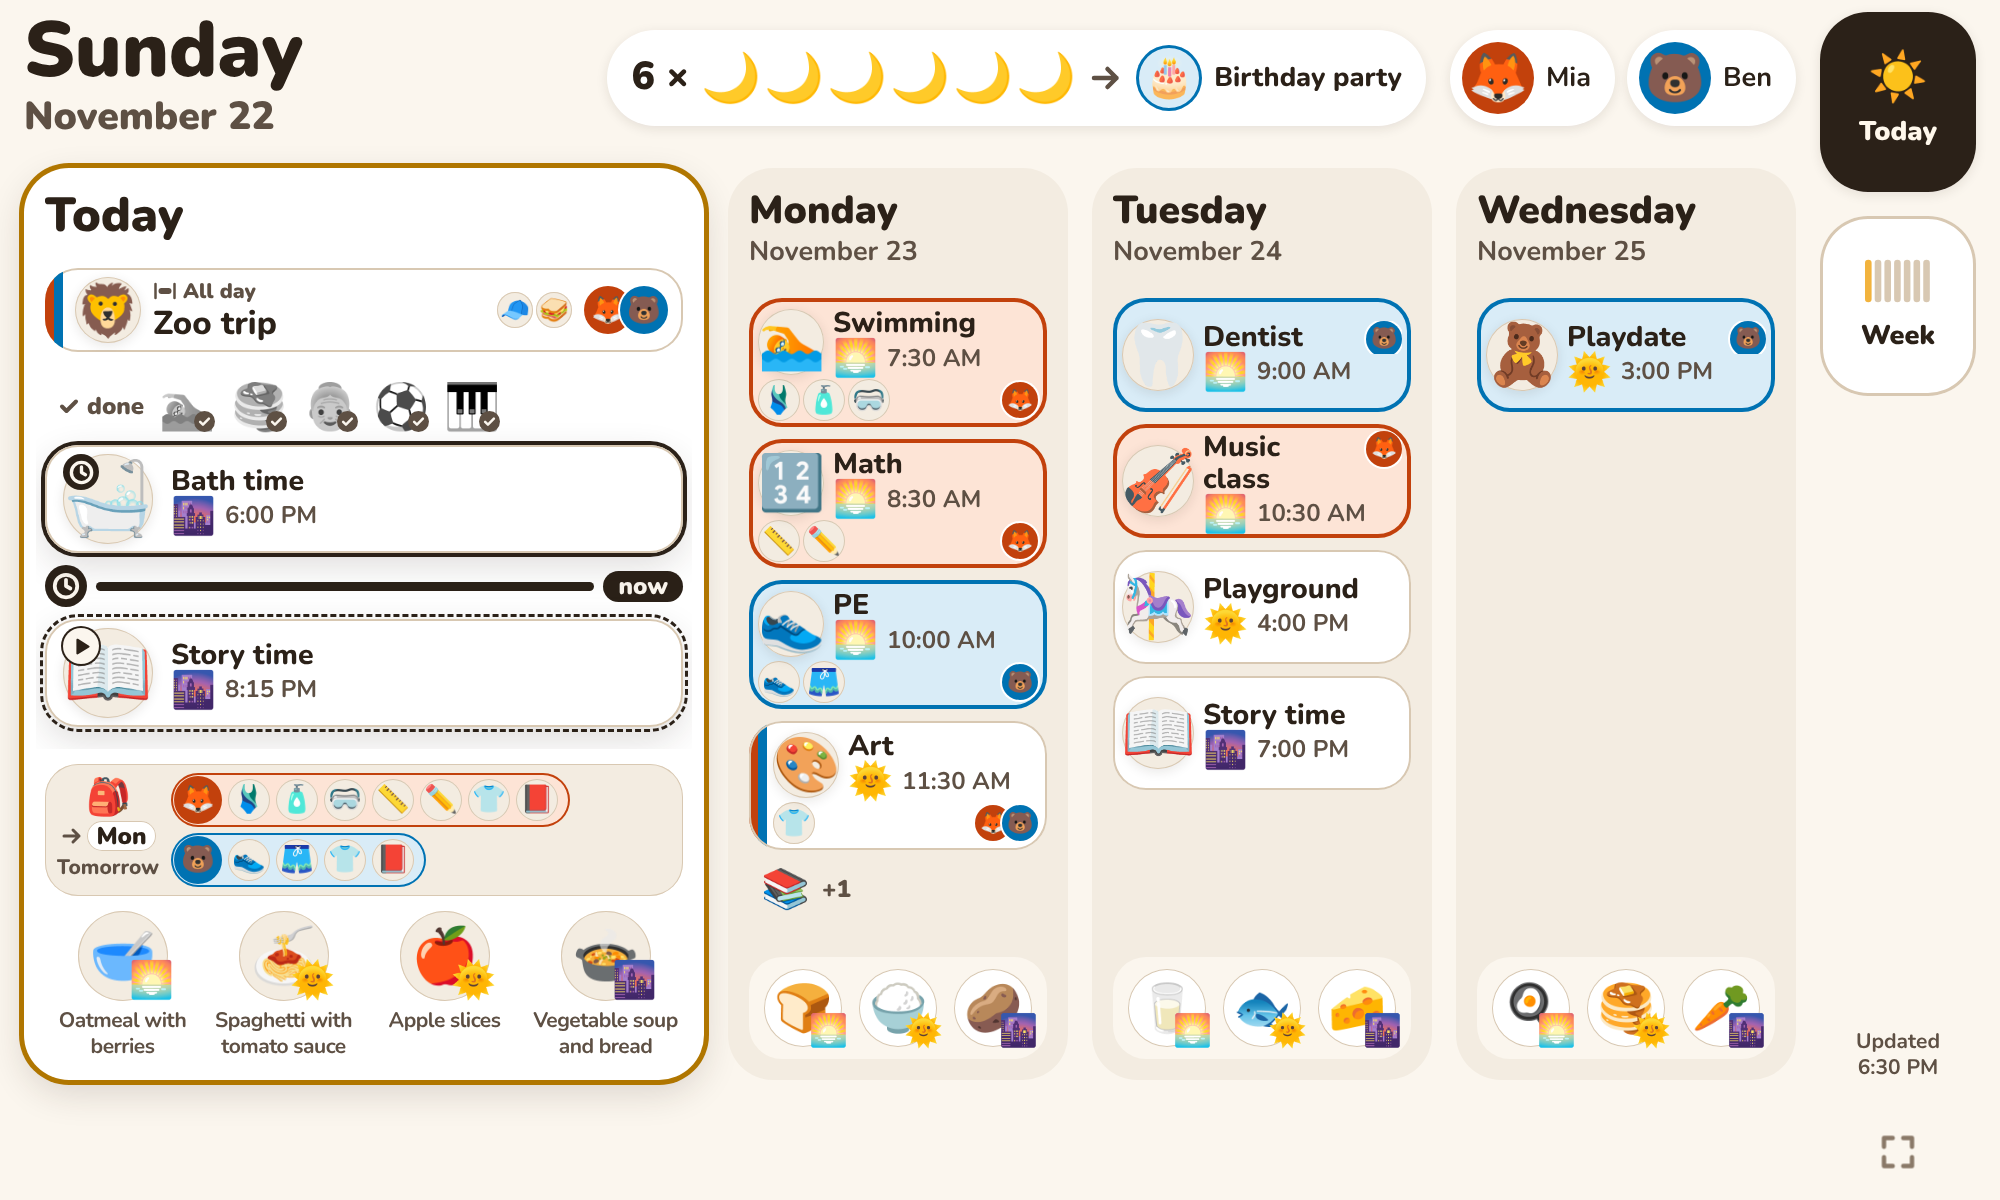 Sunday
November 22
6 ×
→
Birthday party
Mia
Ben
Today
Week
Updated
6:30 PM
Today
All day
Zoo trip
done
Bath time
6:00 PM
now
Story time
8:15 PM
→ Mon
Tomorrow
Oatmeal with
berries
Spaghetti with
tomato sauce
Apple slices
Vegetable soup
and bread
Monday
November 23
Swimming
7:30 AM
1 2
3 4
Math
8:30 AM
PE
10:00 AM
Art
11:30 AM
+1
Tuesday
November 24
Dentist
9:00 AM
Music
class
10:30 AM
Playground
4:00 PM
Story time
7:00 PM
Wednesday
November 25
Playdate
3:00 PM